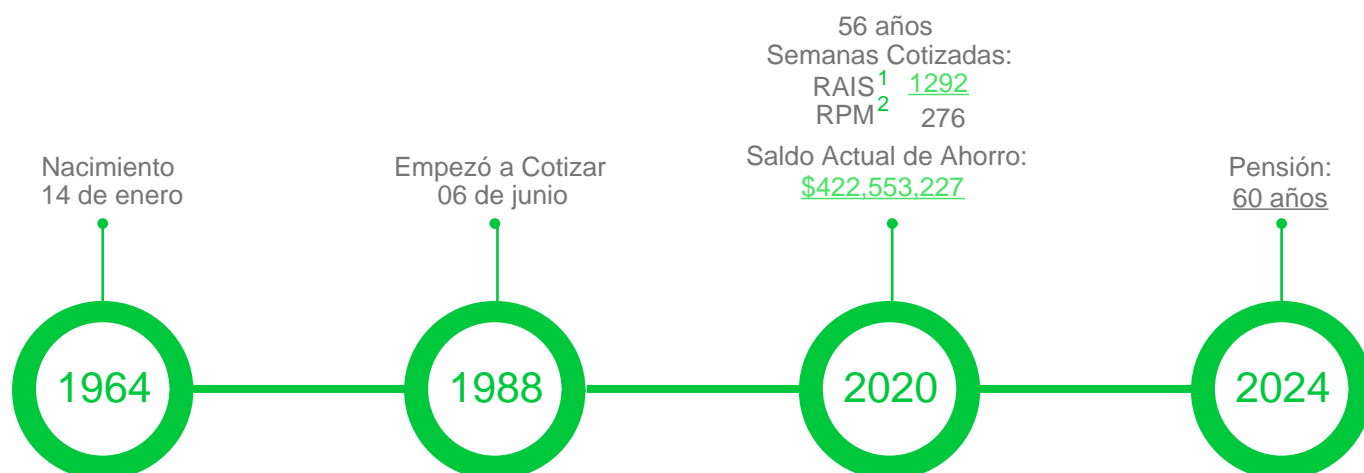 Nacimiento
14 de enero
1964
Empezó a Cotizar
06 de junio
1988
56 años
Semanas Cotizadas:
RAIS¹ 1292
RPM² 276
Saldo Actual de Ahorro:
$422,553,227
2020
Pensión:
60 años
2024